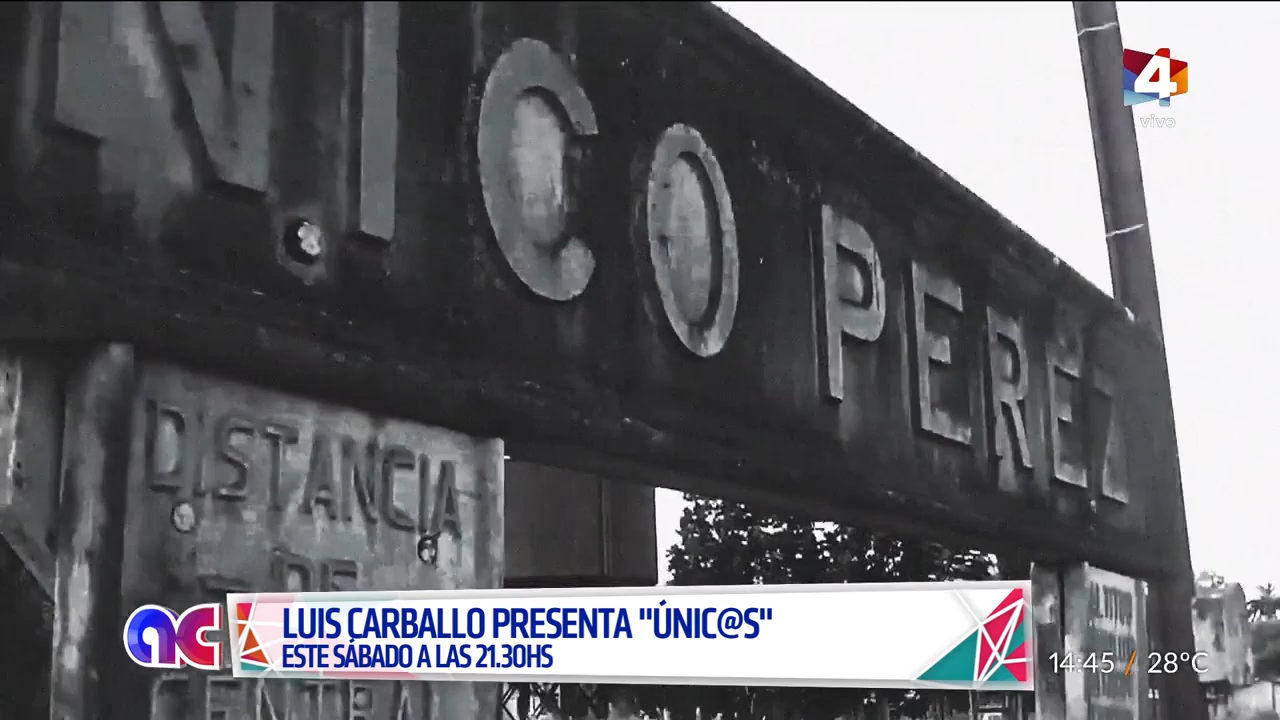 NICO PEREZ
4
vivo
DISTANCIA
DE
CENTRAL
LUIS CARBALLO PRESENTA "ÚNIC@S"
ESTE SÁBADO A LAS 21.30HS
14:45 / 28°C